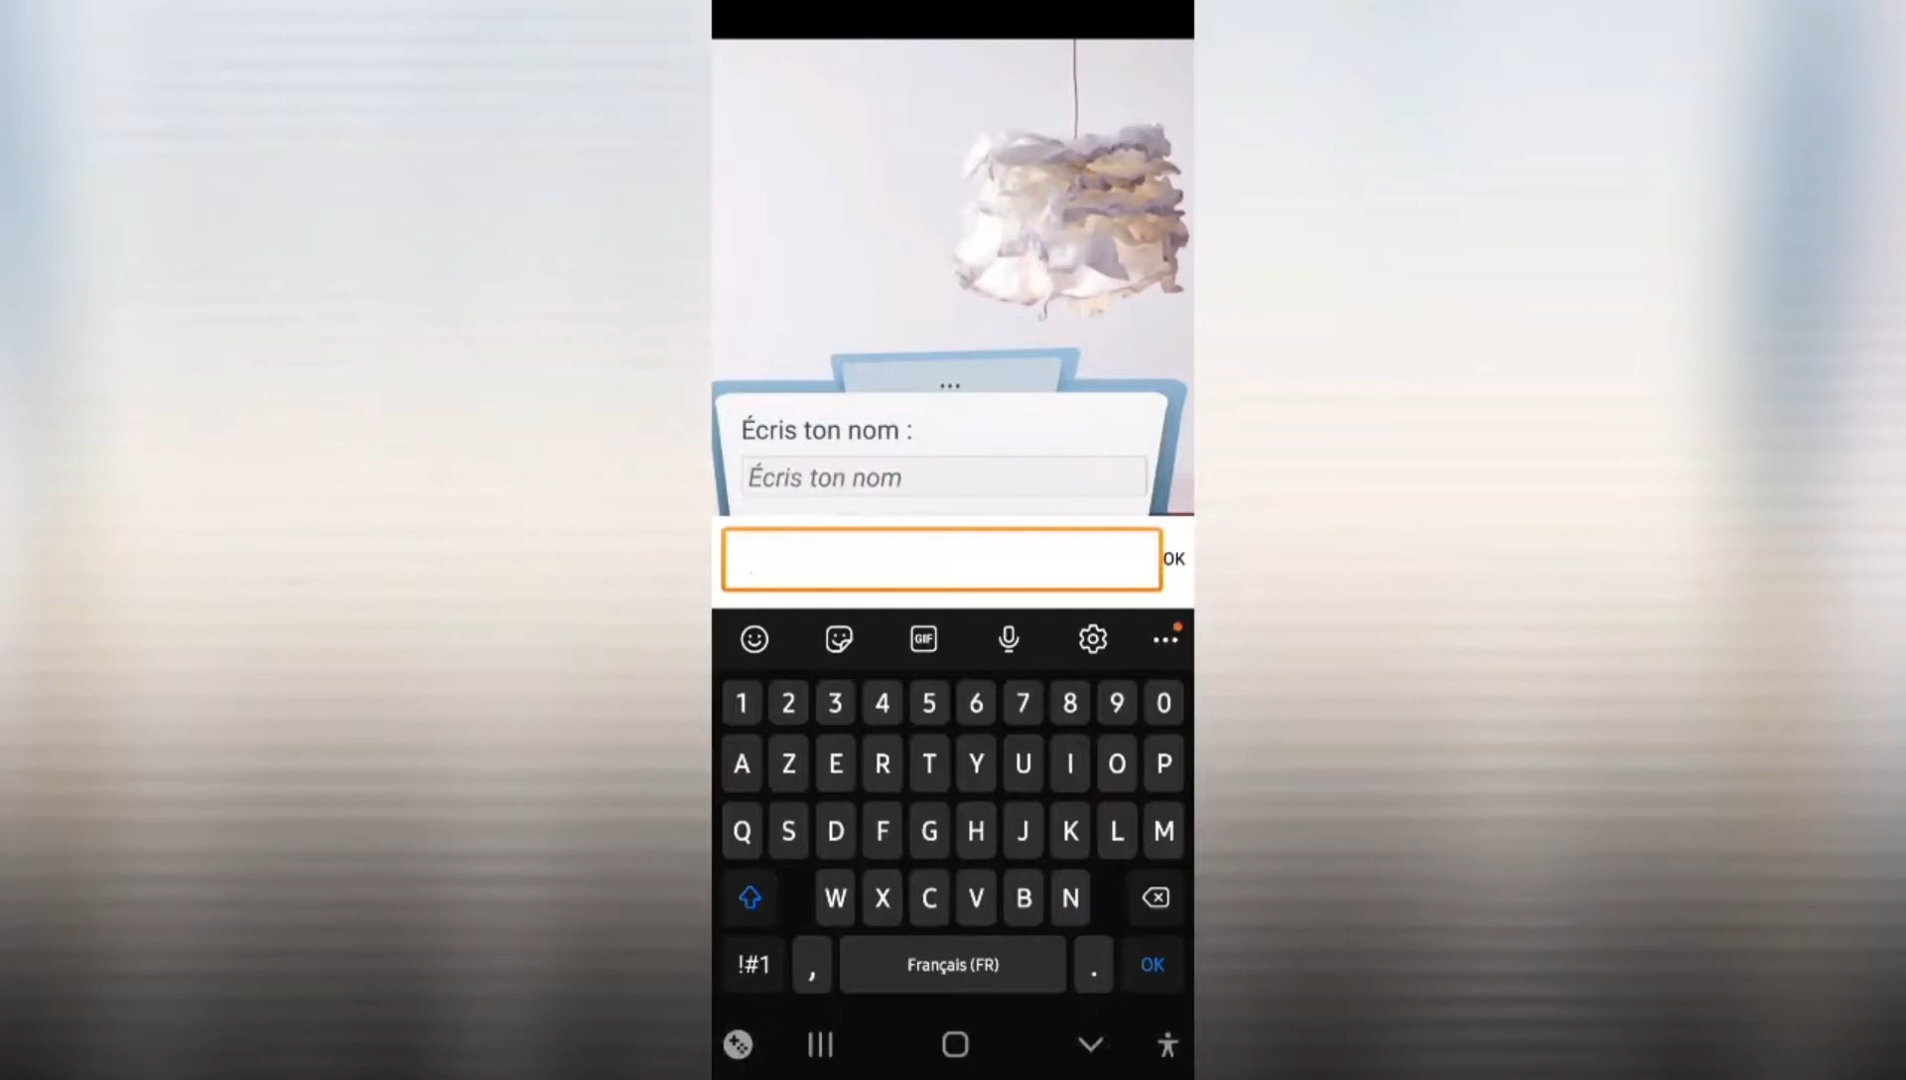 ...
Écris ton nom :
Écris ton nom
OK
GIF
1 2 3 4 5 6 7 8 9 0
A Z E R T Y U I O P
Q S D F G H J K L M
W X C V B N
!#1 , Français (FR) . OK